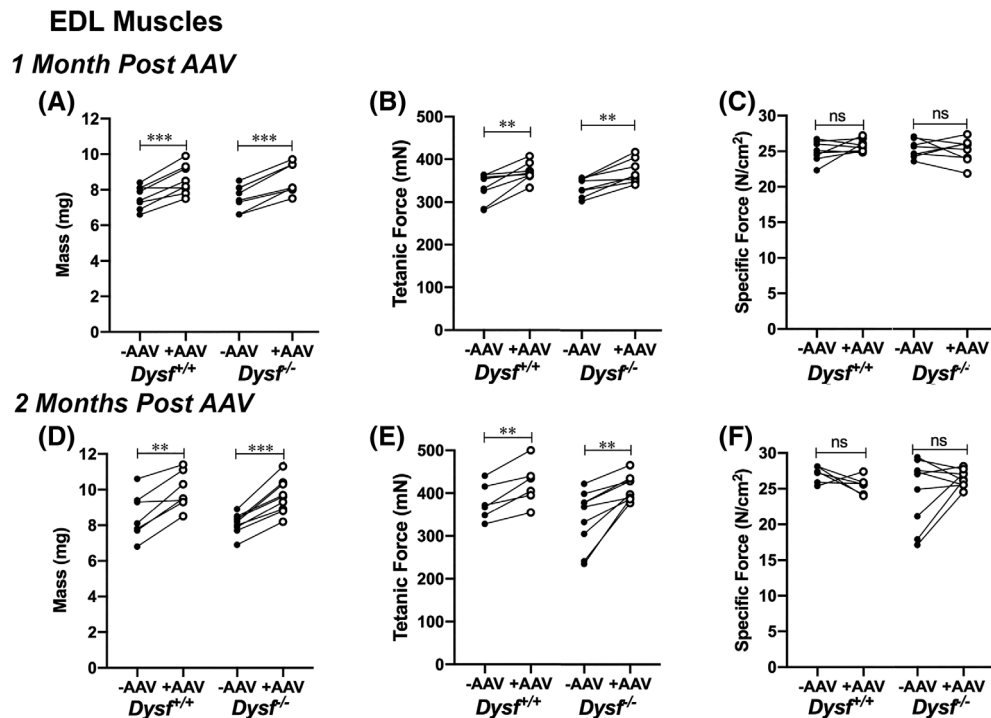 EDL Muscles
1 Month Post AAV
(A)
Mass (mg)
12
10
8
6
4
2
0
***
***
-AAV +AAV -AAV +AAV
Dysf+/+ Dysf-/-
(B)
Tetanic Force (mN)
500
400
300
200
100
0
**
**
-AAV +AAV -AAV +AAV
Dysf+/+ Dysf-/-
(C)
Specific Force (N/cm2)
30
25
20
15
10
5
0
ns
ns
-AAV +AAV -AAV +AAV
Dysf+/+ Dysf-/-
2 Months Post AAV
(D)
Mass (mg)
12
10
8
6
4
2
0
**
***
-AAV +AAV -AAV +AAV
Dysf+/+ Dysf-/-
(E)
Tetanic Force (mN)
500
400
300
200
100
0
**
**
-AAV +AAV -AAV +AAV
Dysf+/+ Dysf-/-
(F)
Specific Force (N/cm2)
30
25
20
15
10
5
0
ns
ns
-AAV +AAV -AAV +AAV
Dysf+/+ Dysf-/-